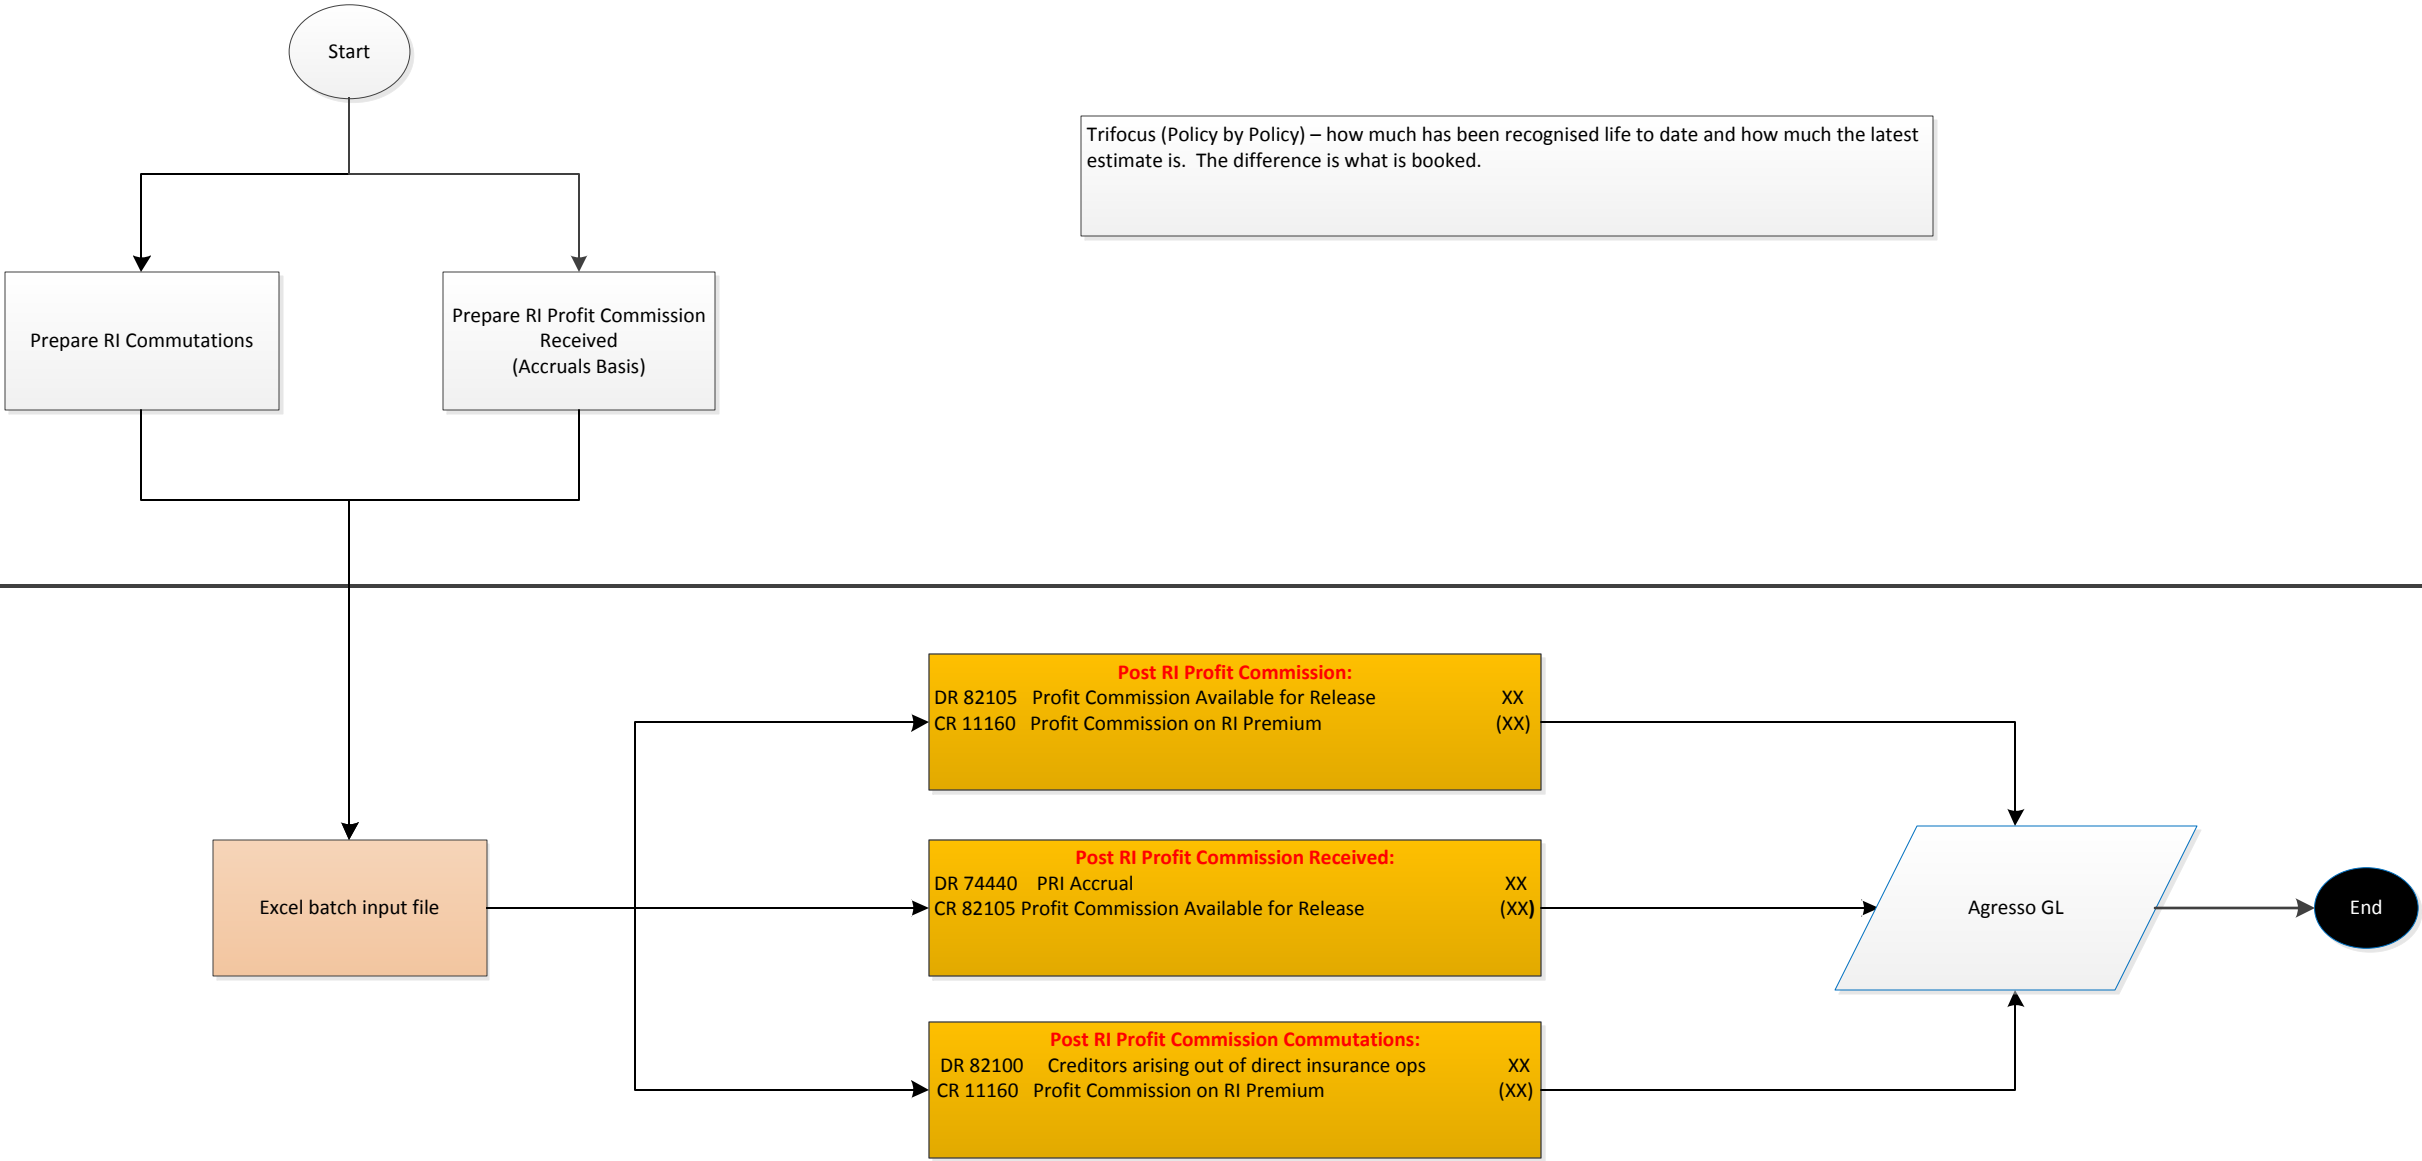 Start
Trifocus (Policy by Policy) – how much has been recognised life to date and how much the latest
estimate is.  The difference is what is booked.
Prepare RI Commutations
Prepare RI Profit Commission
Received
(Accruals Basis)
Post RI Profit Commission:
DR 82105 Profit Commission Available for Release XX
CR 11160 Profit Commission on RI Premium (XX)
Excel batch input file
Post RI Profit Commission Received:
DR 74440 PRI Accrual XX
CR 82105 Profit Commission Available for Release (XX)
Agresso GL
End
Post RI Profit Commission Commutations:
DR 82100 Creditors arising out of direct insurance ops XX
CR 11160 Profit Commission on RI Premium (XX)